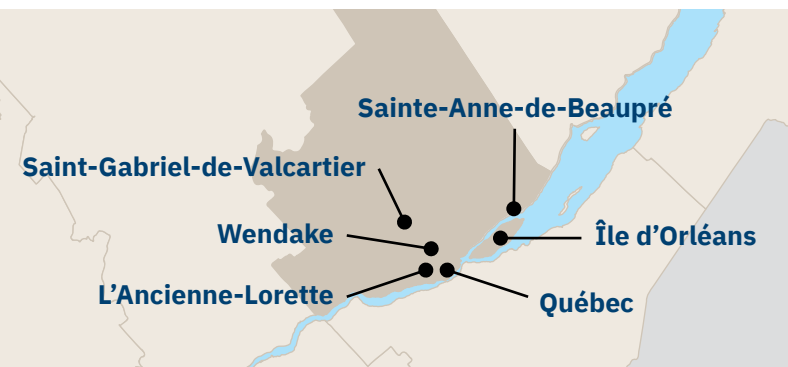 Sainte-Anne-de-Beaupré
Saint-Gabriel-de-Valcartier
Wendake
Île d’Orléans
L’Ancienne-Lorette
Québec